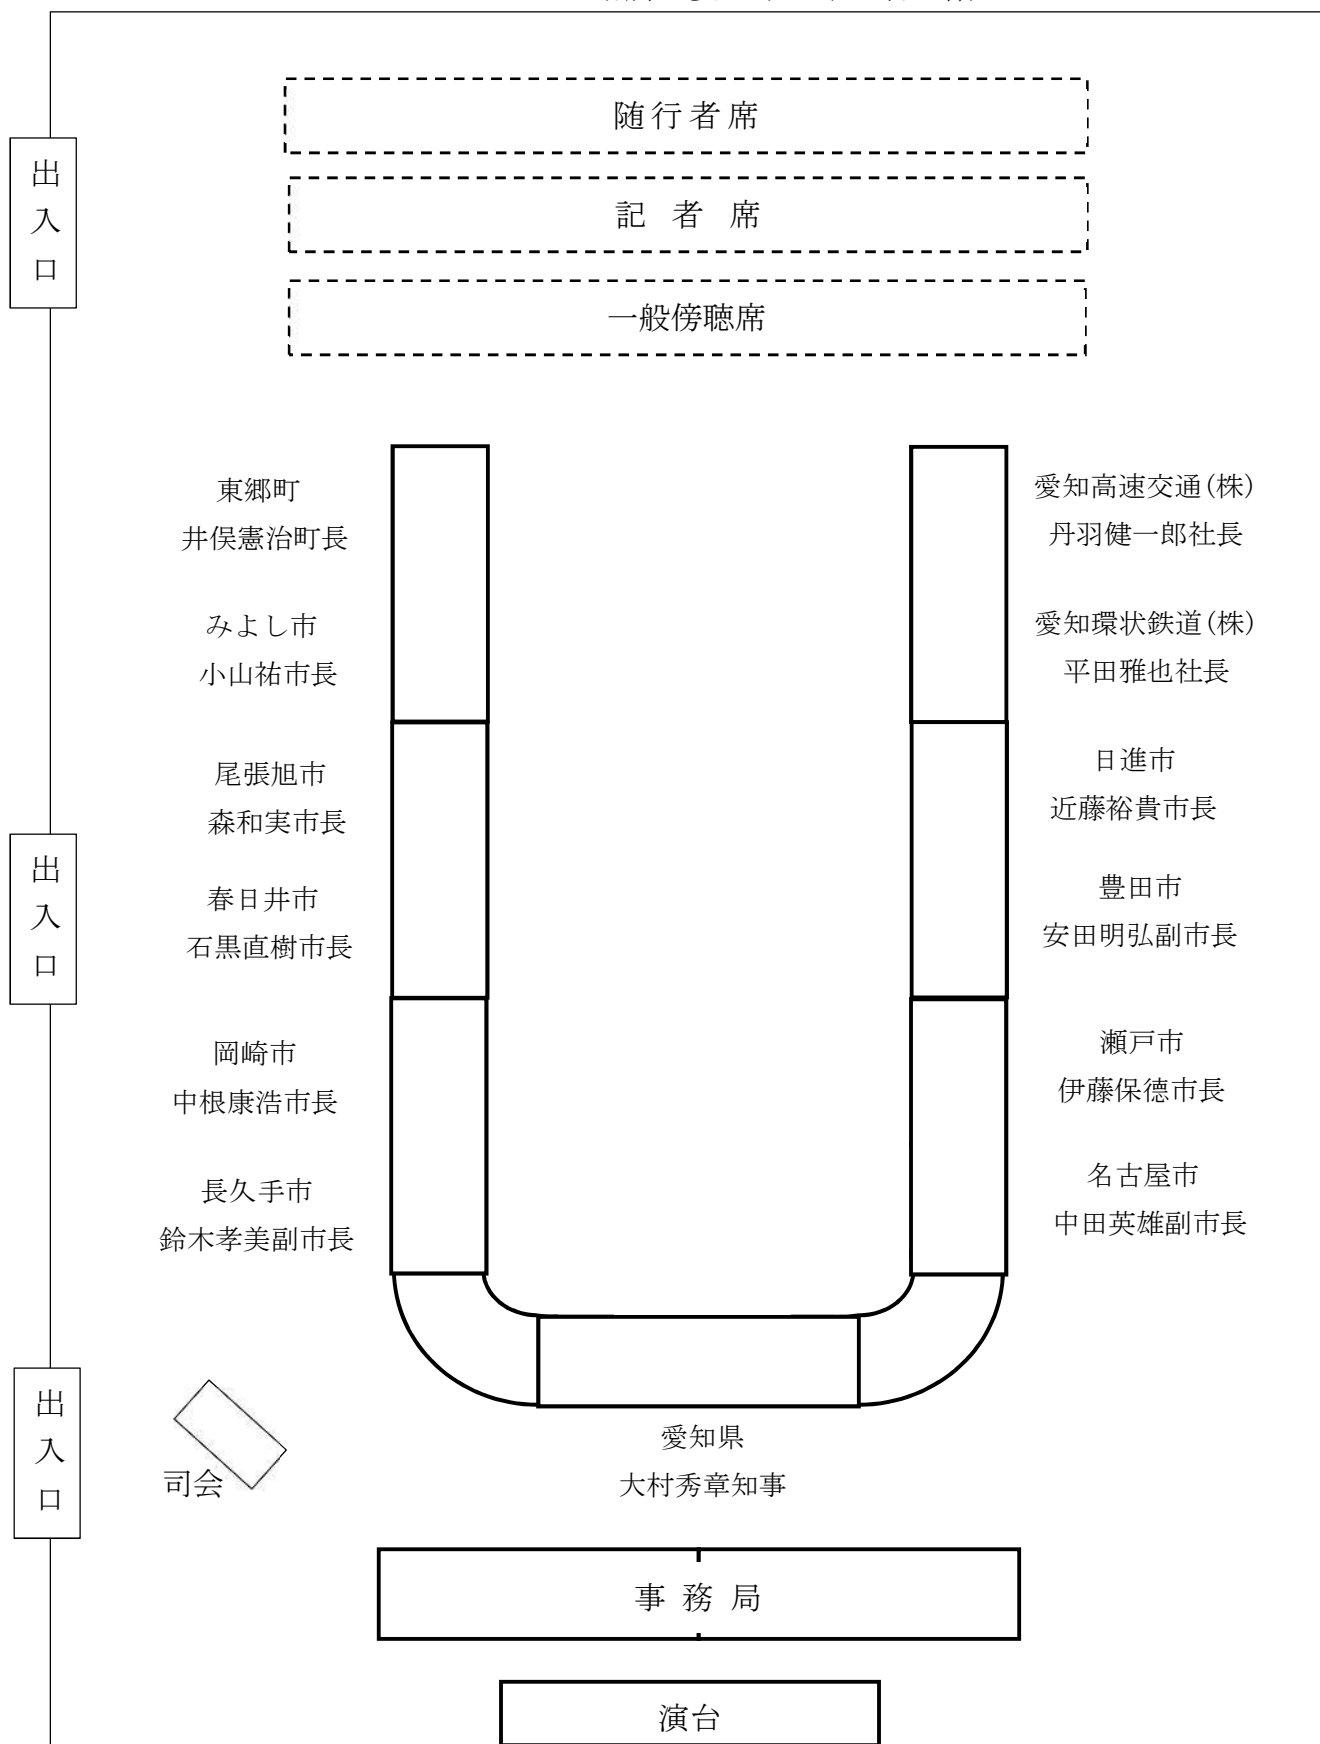 随行者席
出入口
記者席
一般傍聴席
東郷町
井俣憲治町長
愛知高速交通(株)
丹羽健一郎社長
みよし市
小山祐市長
愛知環状鉄道(株)
平田雅也社長
尾張旭市
森和実市長
日進市
近藤裕貴市長
出入口
春日井市
石黒直樹市長
豊田市
安田明弘副市長
岡崎市
中根康浩市長
瀬戸市
伊藤保德市長
長久手市
鈴木孝美副市長
名古屋市
中田英雄副市長
出入口
司会
愛知県
大村秀章知事
事務局
演台